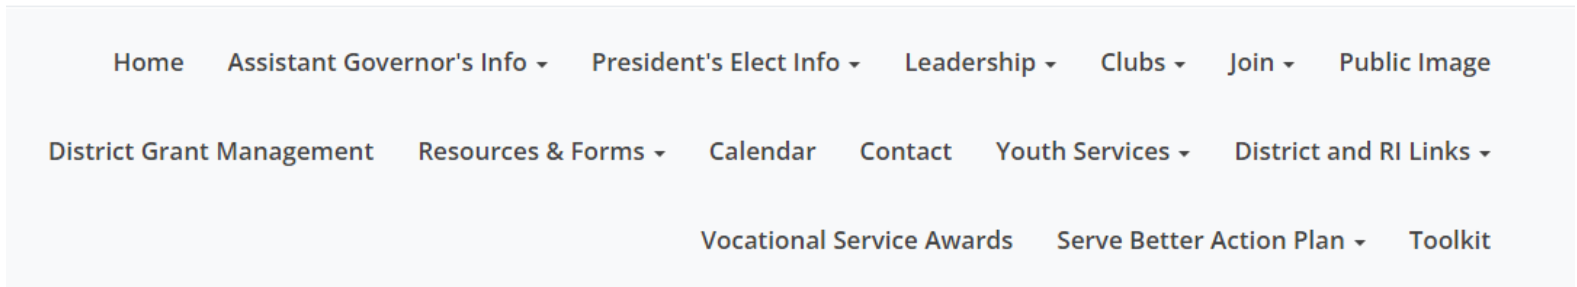 Home Assistant Governor's Info President's Elect Info Leadership Clubs Join Public Image
District Grant Management Resources & Forms Calendar Contact Youth Services District and RI Links
Vocational Service Awards Serve Better Action Plan Toolkit